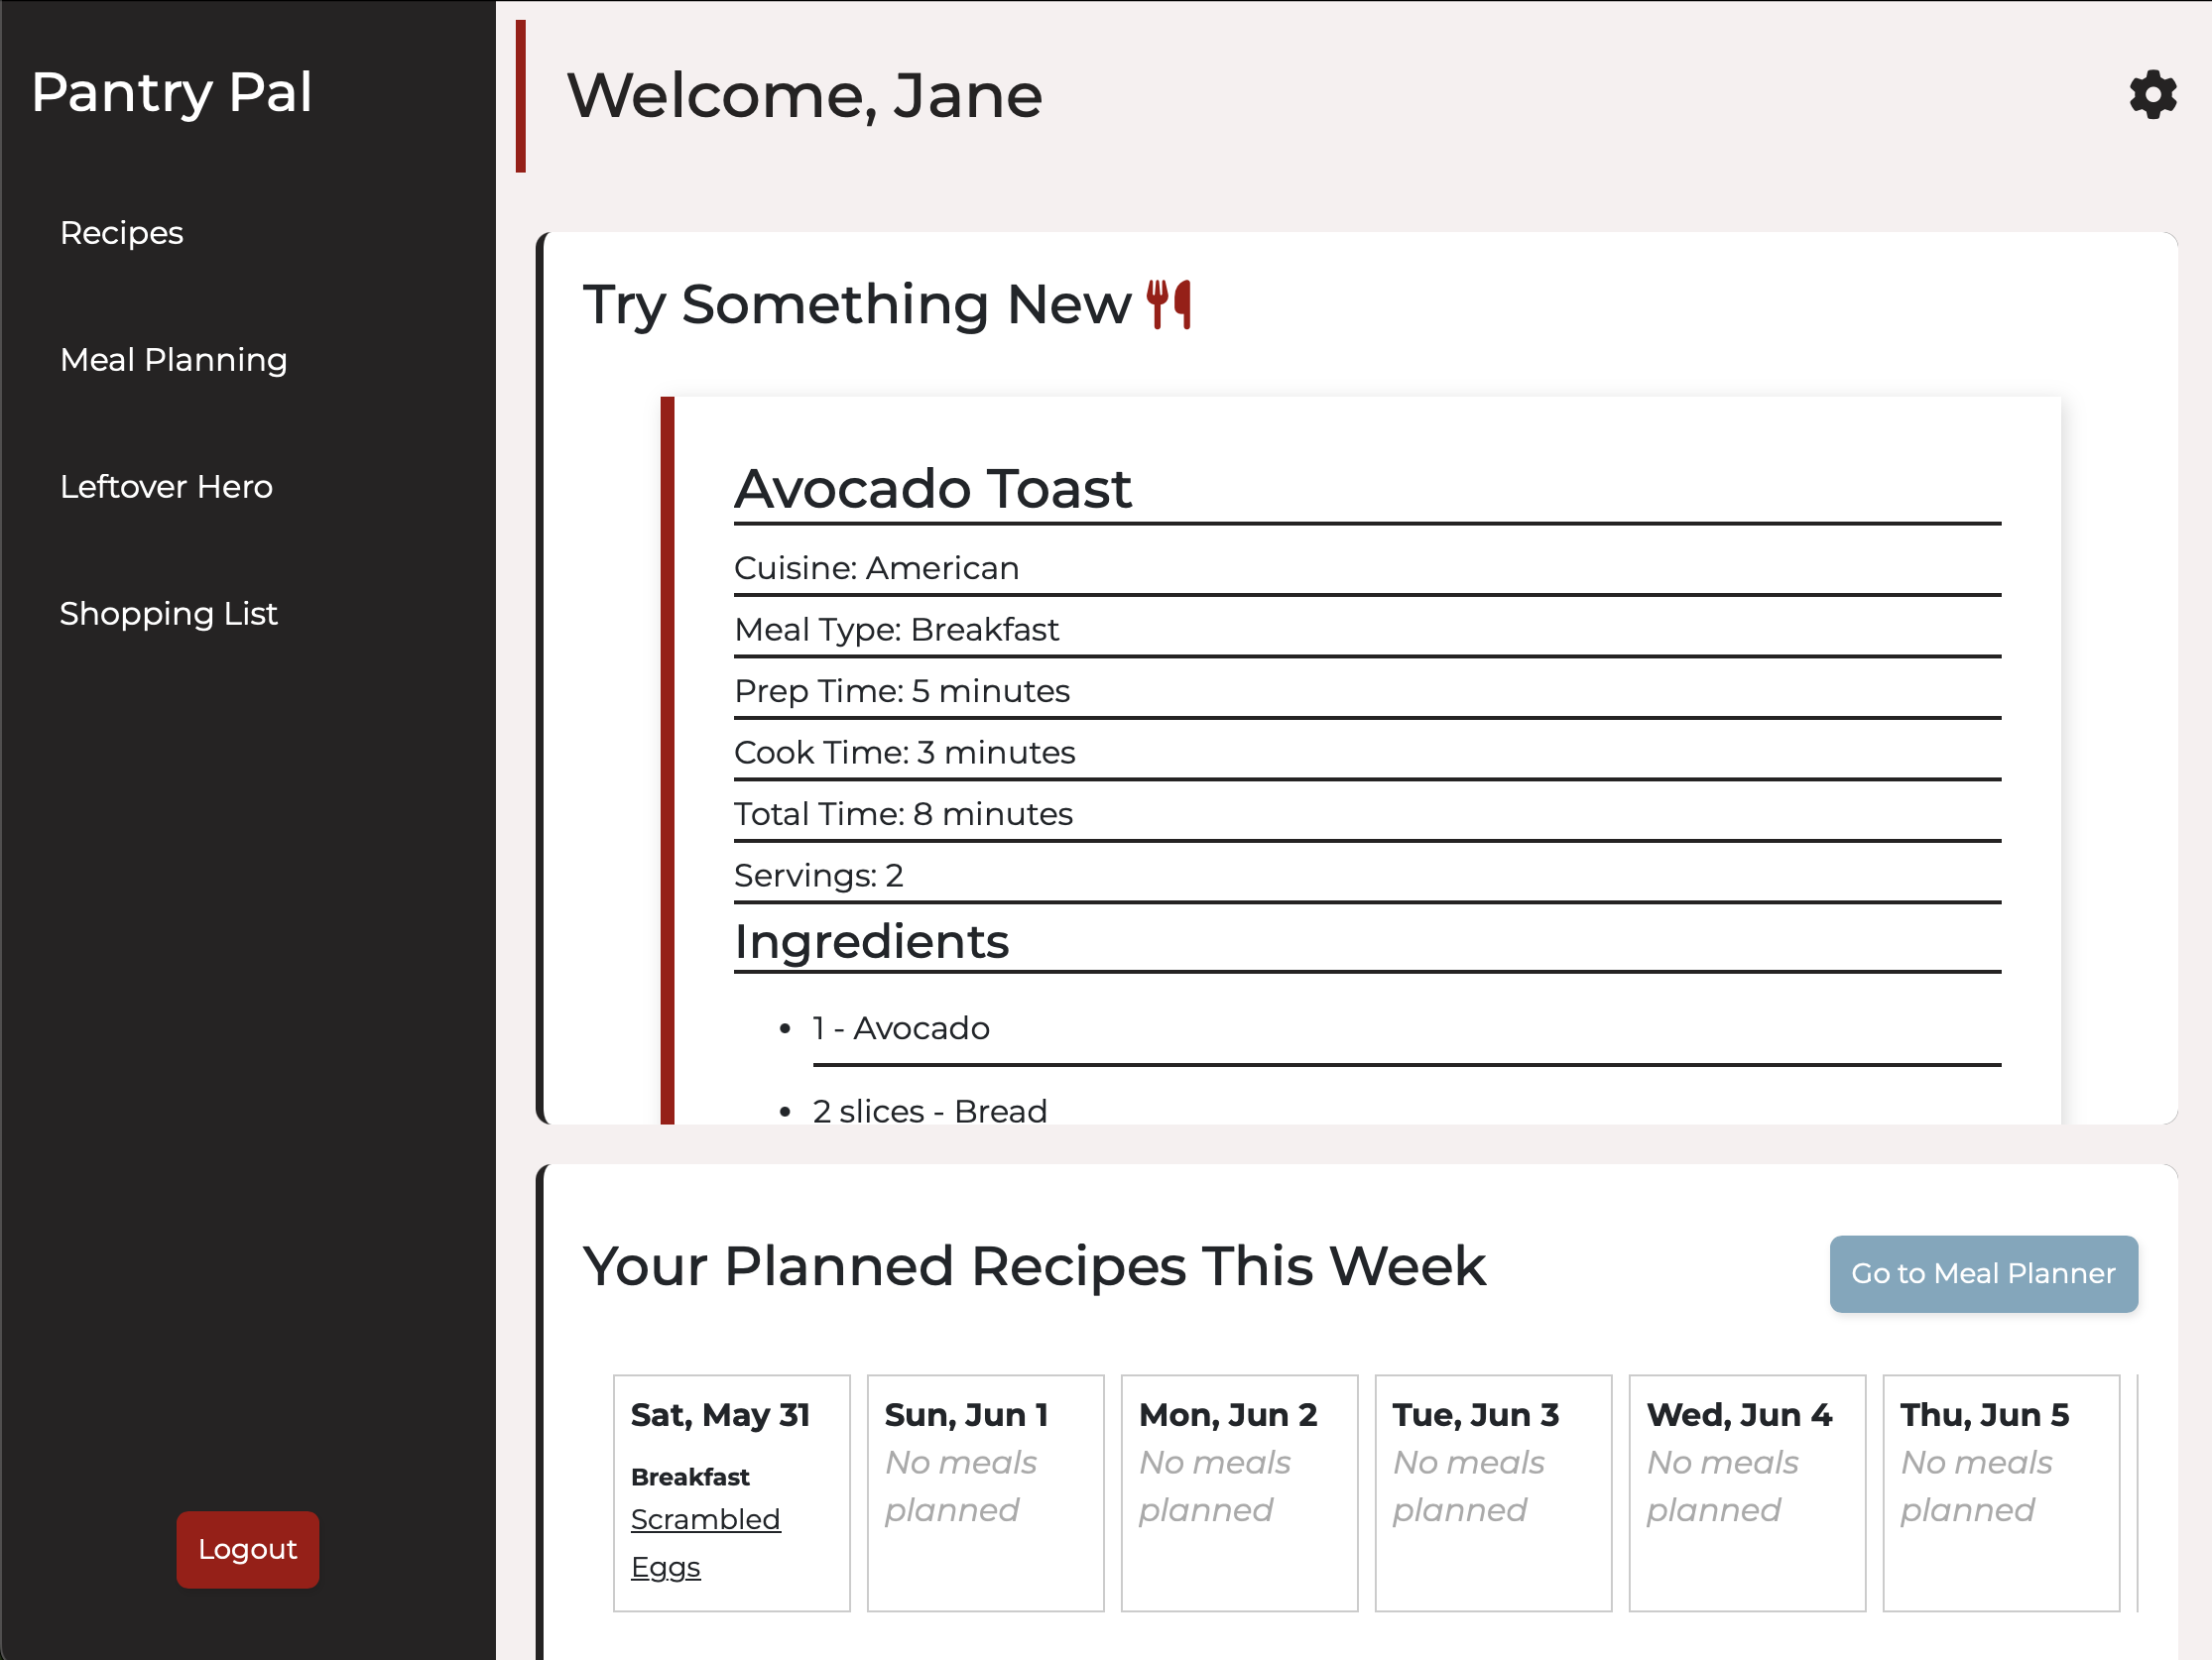 Pantry Pal
Recipes
Meal Planning
Leftover Hero
Shopping List
Logout
Welcome, Jane
Try Something New
Avocado Toast
Cuisine: American
Meal Type: Breakfast
Prep Time: 5 minutes
Cook Time: 3 minutes
Total Time: 8 minutes
Servings: 2
Ingredients
• 1 - Avocado
• 2 slices - Bread
Your Planned Recipes This Week
Go to Meal Planner
Sat, May 31
Breakfast
Scrambled
Eggs
Sun, Jun 1
No meals
planned
Mon, Jun 2
No meals
planned
Tue, Jun 3
No meals
planned
Wed, Jun 4
No meals
planned
Thu, Jun 5
No meals
planned